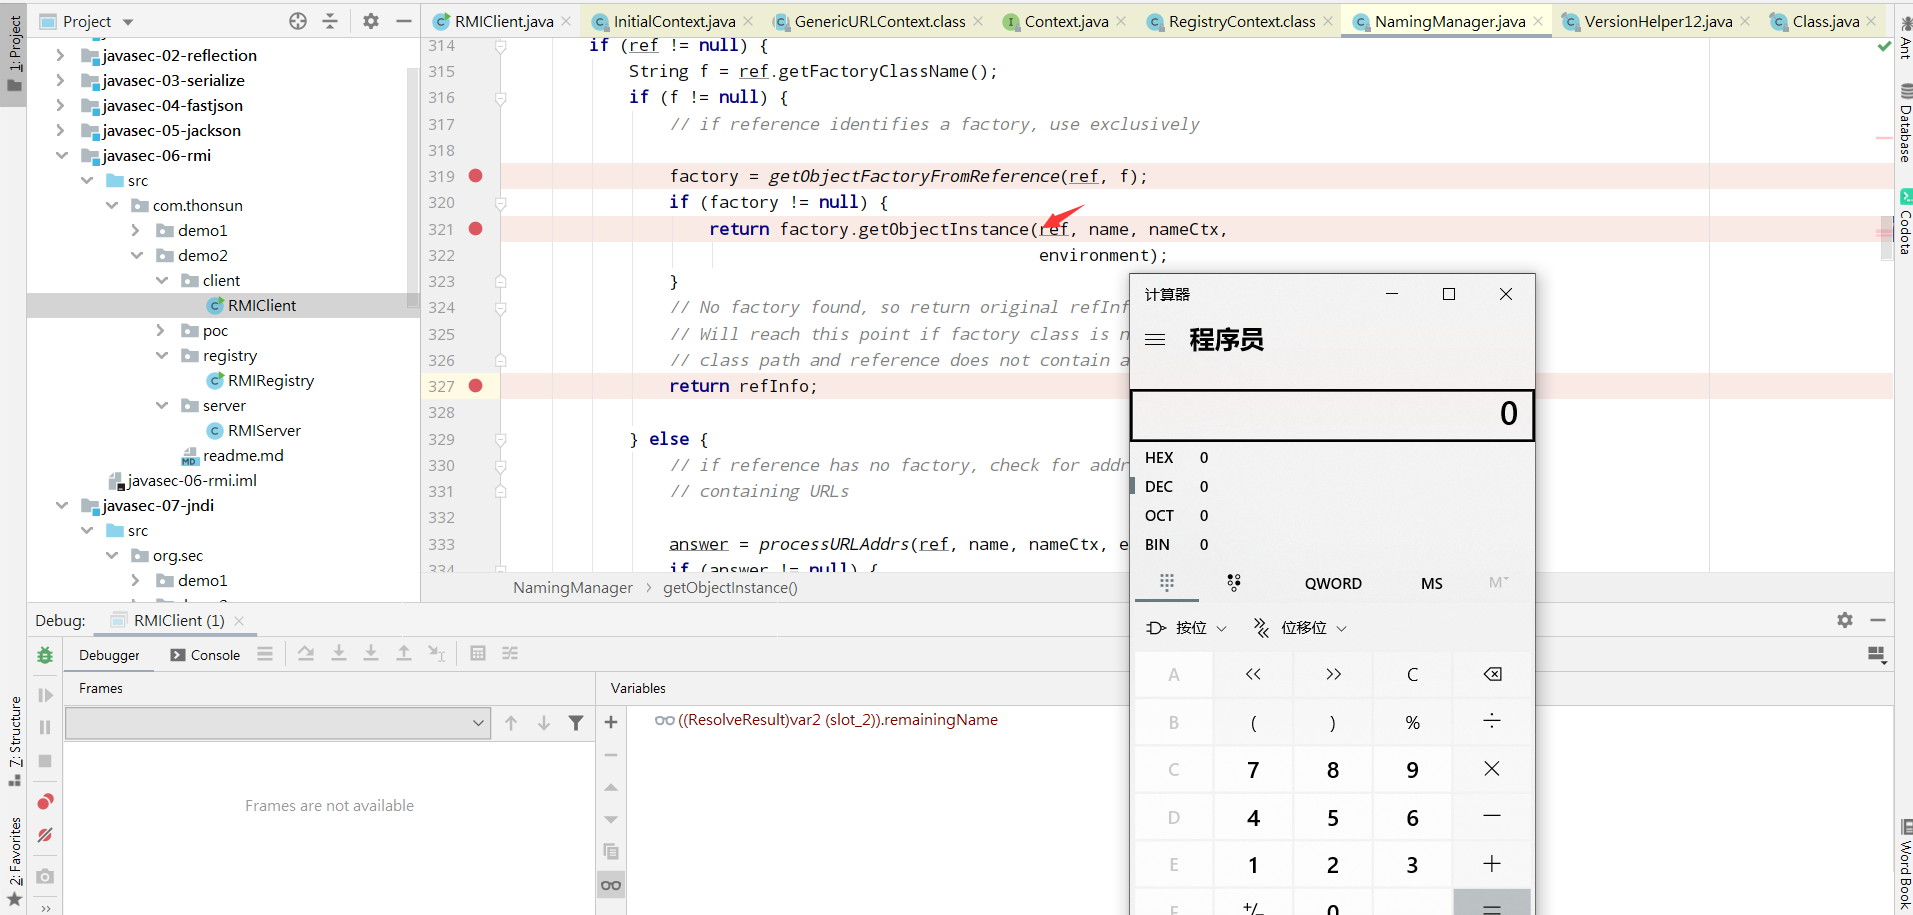 1: Project
Project
RMIClient.java
InitialContext.java
GenericURLContext.class
Context.java
RegistryContext.class
NamingManager.java
VersionHelper12.java
Class.java
javasec-02-reflection
javasec-03-serialize
javasec-04-fastjson
javasec-05-jackson
javasec-06-rmi
src
com.thonsun
demo1
demo2
client
RMIClient
poc
registry
RMIRegistry
server
RMIServer
readme.md
javasec-06-rmi.iml
javasec-07-jndi
src
org.sec
demo1
314 if (ref != null) {
315 String f = ref.getFactoryClassName();
316 if (f != null) {
317 // if reference identifies a factory, use exclusively
318
319 factory = getObjectFactoryFromReference(ref, f);
320 if (factory != null) {
321 return factory.getObjectInstance(ref, name, nameCtx,
322 environment);
323 }
324 // No factory found, so return original refInf
325 // Will reach this point if factory class is n
326 // class path and reference does not contain a
327 return refInfo;
328
329 } else {
330 // if reference has no factory, check for addr
331 // containing URLs
332
333 answer = processURLAddrs(ref, name, nameCtx, e
334 if (answer != null) {
NamingManager > getObjectInstance()
Ant
Database
Codota
Word Book
计算器
程序员
0
HEX 0
DEC 0
OCT 0
BIN 0
QWORD MS M
按位 位移位
A << >> C
B ( ) % ÷
C 7 8 9 ×
D 4 5 6 −
E 1 2 3 +
F +/- 0 =
Debug: RMIClient (1)
Debugger Console
Frames
Variables
((ResolveResult)var2 (slot_2)).remainingName
Frames are not available
7: Structure
2: Favorites